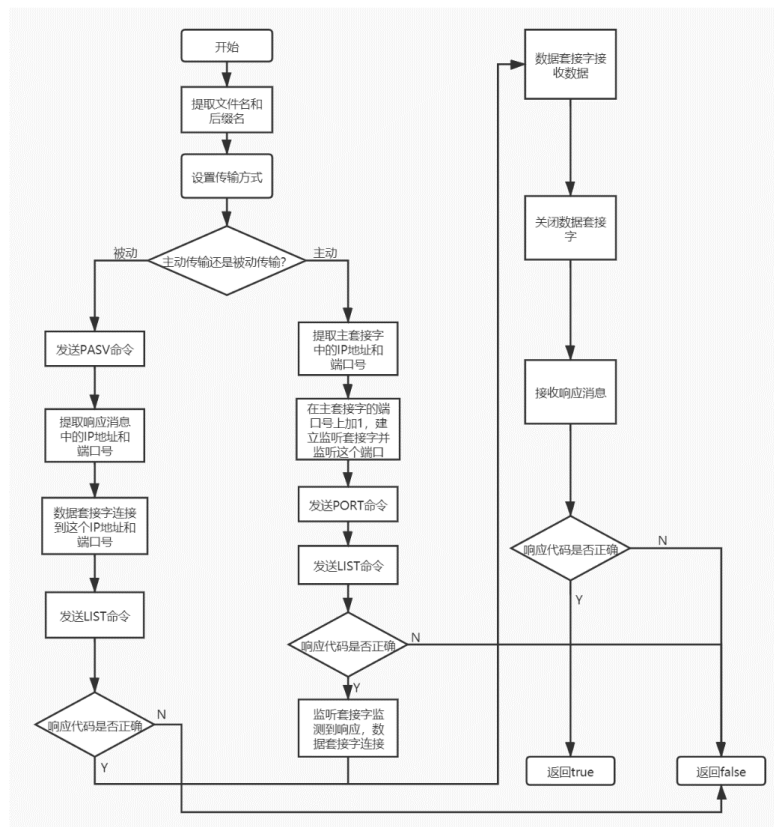 开始
提取文件名和
后缀名
设置传输方式
主动传输还是被动传输?
被动
主动
发送PASV命令
提取响应消息
中的IP地址和
端口号
数据套接字连接
到这个IP地址和
端口号
发送LIST命令
响应代码是否正确
N
Y
提取主套接字
中的IP地址和
端口号
在主套接字的端
口号上加1，建
立监听套接字并
监听这个端口
发送PORT命令
发送LIST命令
响应代码是否正确
N
Y
监听套接字监
测到响应，数
据套接字连接
数据套接字接
收数据
关闭数据套接
字
接收响应消息
响应代码是否正确
N
Y
返回true
返回false